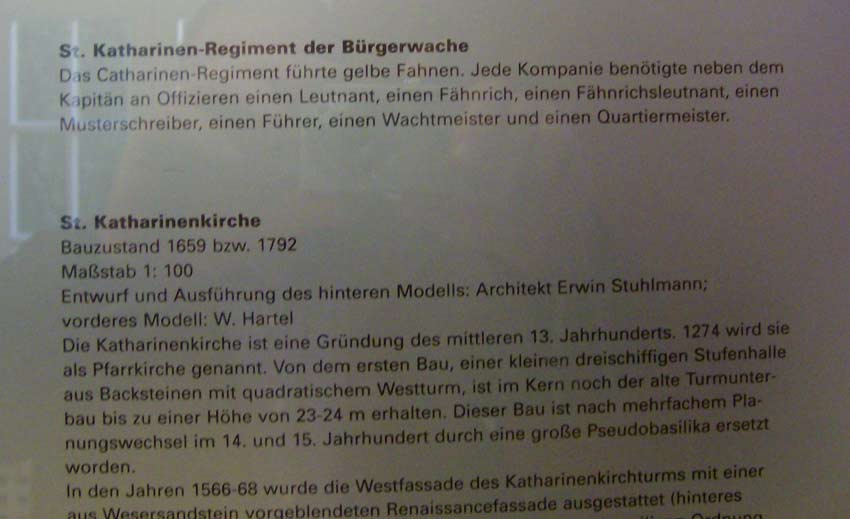 St. Katharinen-Regiment der Bürgerwache
Das Catharinen-Regiment führte gelbe Fahnen. Jede Kompanie benötigte neben dem
Kapitän an Offizieren einen Leutnant, einen Fähnrich, einen Fähnrichsleutnant, einen
Musterschreiber, einen Führer, einen Wachtmeister und einen Quartiermeister.
St. Katharinenkirche
Bauzustand 1659 bzw. 1792
Maßstab 1: 100
Entwurf und Ausführung des hinteren Modells: Architekt Erwin Stuhlmann;
vorderes Modell: W. Hartel
Die Katharinenkirche ist eine Gründung des mittleren 13. Jahrhunderts. 1274 wird sie
als Pfarrkirche genannt. Von dem ersten Bau, einer kleinen dreischiffigen Stufenhalle
aus Backsteinen mit quadratischem Westturm, ist im Kern noch der alte Turmunter-
bau bis zu einer Höhe von 23-24 m erhalten. Dieser Bau ist nach mehrfachem Pla-
nungswechsel im 14. und 15. Jahrhundert durch eine große Pseudobasilika ersetzt
worden.
In den Jahren 1566-68 wurde die Westfassade des Katharinenkirchturms mit einer
aus Wesersandstein vorgeblendeten Renaissancefassade ausgestattet (hinteres
Ordnung